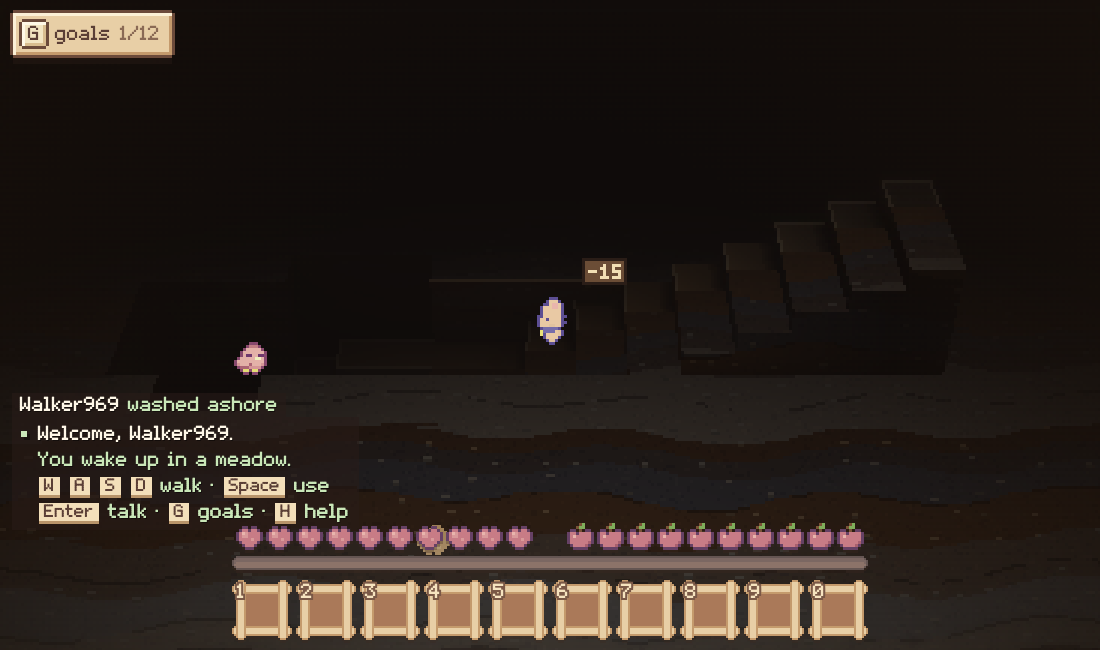 G goals 1/12
-15
Walker969 washed ashore
Welcome, Walker969.
You wake up in a meadow.
W A S D walk · Space use
Enter talk · G goals · H help
1 2 3 4 5 6 7 8 9 0